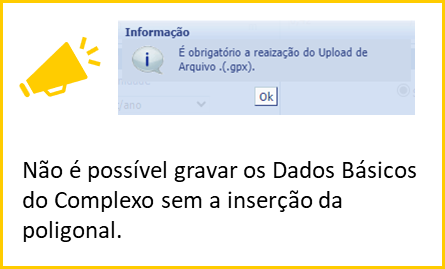 Informação
É obrigatório a reaização do Upload de
Arquivo .(.gpx).
/ano
Ok
Não é possível gravar os Dados Básicos
do Complexo sem a inserção da
poligonal.